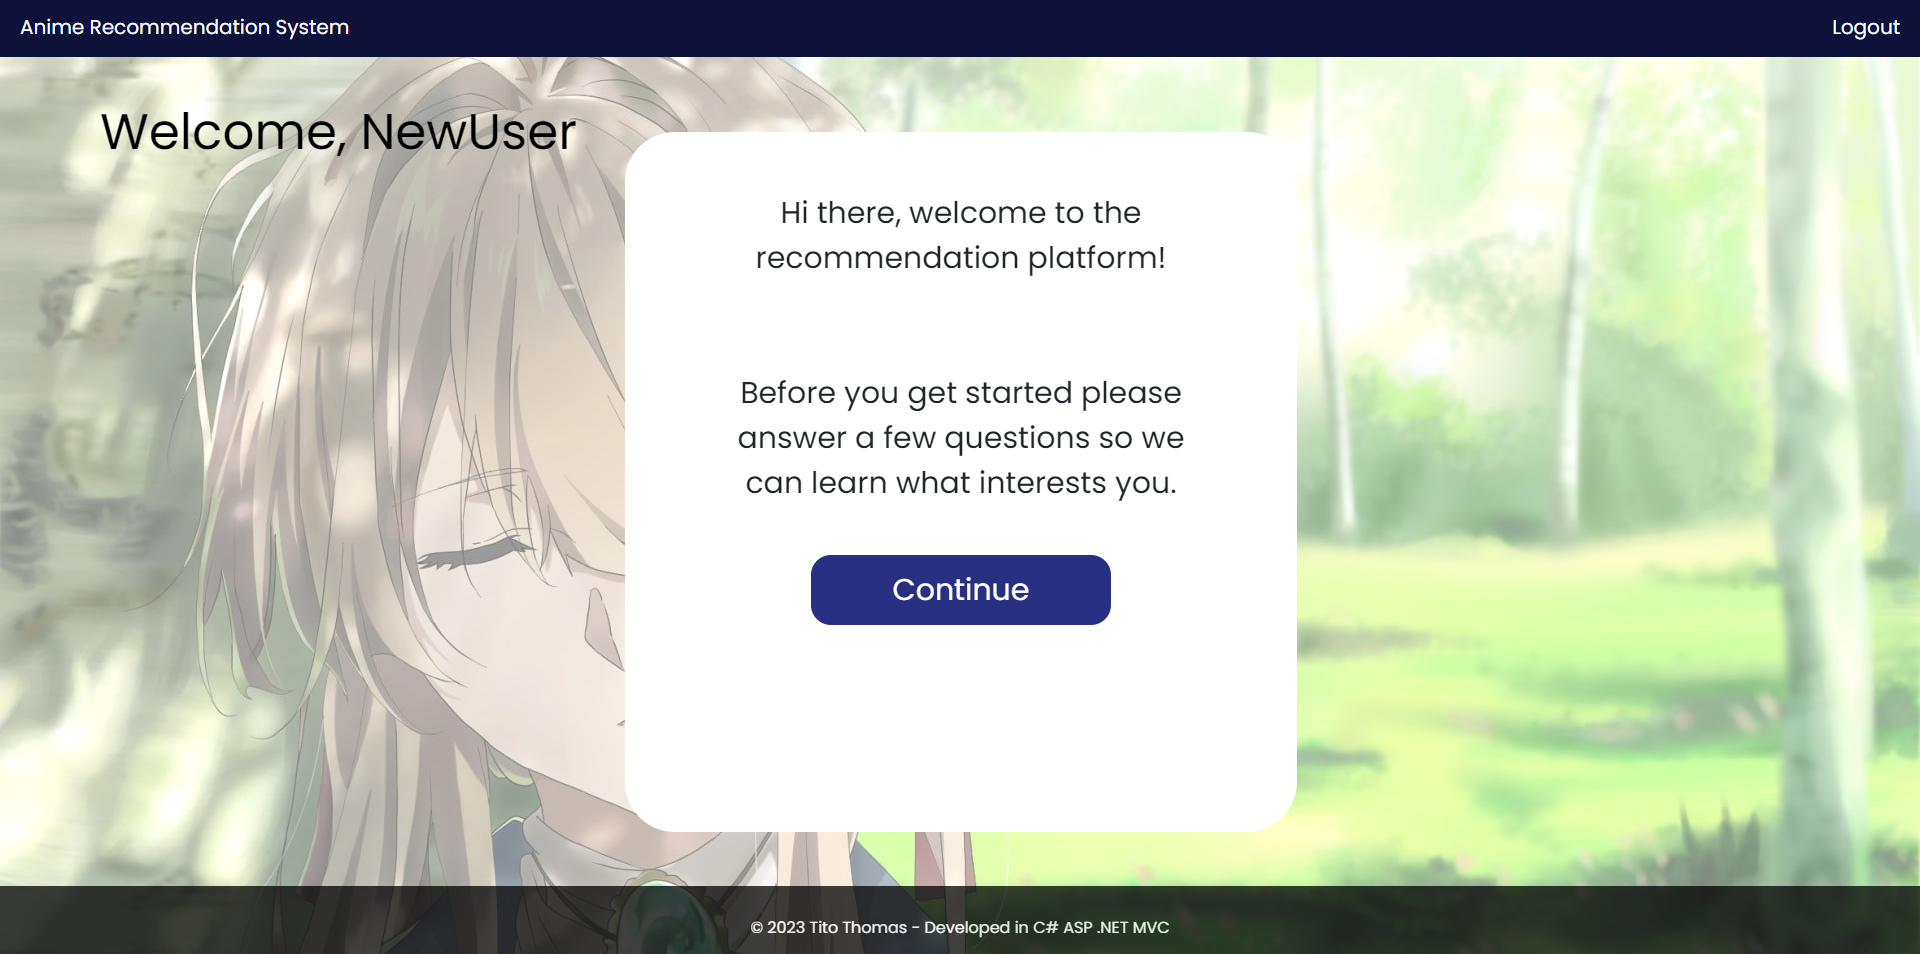 Anime Recommendation System
Logout
Welcome, NewUser
Hi there, welcome to the
recommendation platform!
Before you get started please
answer a few questions so we
can learn what interests you.
Continue
© 2023 Tito Thomas - Developed in C# ASP .NET MVC